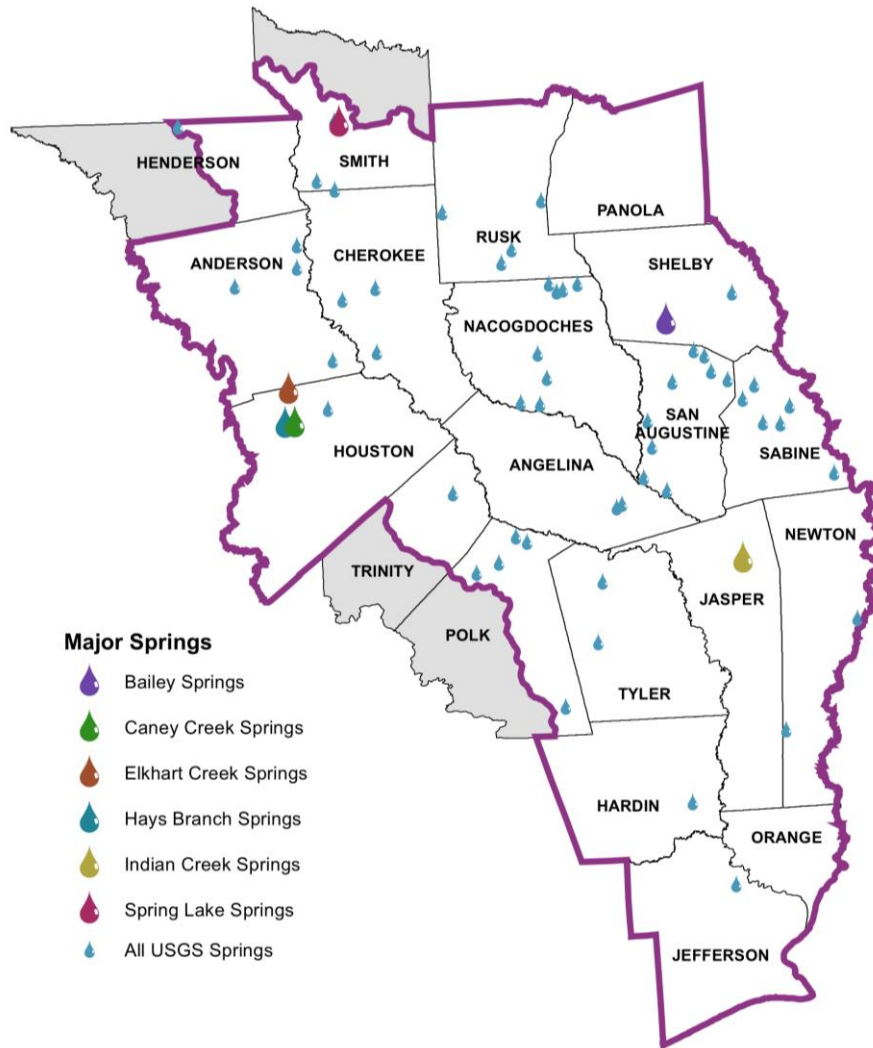 HENDERSON
SMITH
PANOLA
RUSK
CHEROKEE
ANDERSON
SHELBY
NACOGDOCHES
SAN
AUGUSTINE
HOUSTON
SABINE
ANGELINA
NEWTON
TRINITY
JASPER
POLK
TYLER
HARDIN
ORANGE
JEFFERSON
Major Springs
Bailey Springs
Caney Creek Springs
Elkhart Creek Springs
Hays Branch Springs
Indian Creek Springs
Spring Lake Springs
All USGS Springs